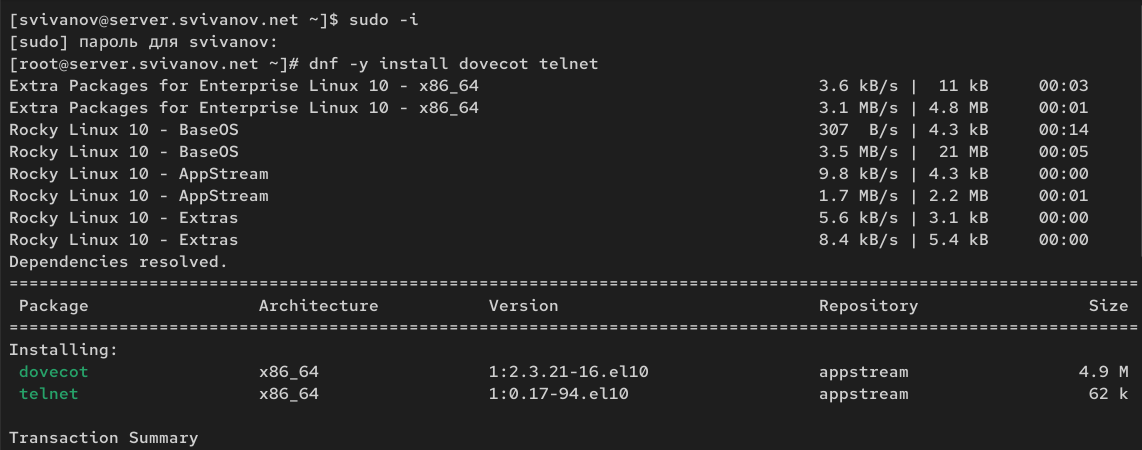 [svivanov@server.svivanov.net ~]$ sudo -i
[sudo] пароль для svivanov:
[root@server.svivanov.net ~]# dnf -y install dovecot telnet
Extra Packages for Enterprise Linux 10 - x86_64                                  3.6 kB/s |  11 kB     00:03
Extra Packages for Enterprise Linux 10 - x86_64                                  3.1 MB/s | 4.8 MB     00:01
Rocky Linux 10 - BaseOS                                                          307  B/s | 4.3 kB     00:14
Rocky Linux 10 - BaseOS                                                          3.5 MB/s |  21 MB     00:05
Rocky Linux 10 - AppStream                                                       9.8 kB/s | 4.3 kB     00:00
Rocky Linux 10 - AppStream                                                       1.7 MB/s | 2.2 MB     00:01
Rocky Linux 10 - Extras                                                          5.6 kB/s | 3.1 kB     00:00
Rocky Linux 10 - Extras                                                          8.4 kB/s | 5.4 kB     00:00
Dependencies resolved.
=================================================================================================================
 Package                 Architecture           Version                          Repository                 Size
=================================================================================================================
Installing:
 dovecot                 x86_64                 1:2.3.21-16.el10                 appstream                 4.9 M
 telnet                  x86_64                 1:0.17-94.el10                   appstream                  62 k

Transaction Summary